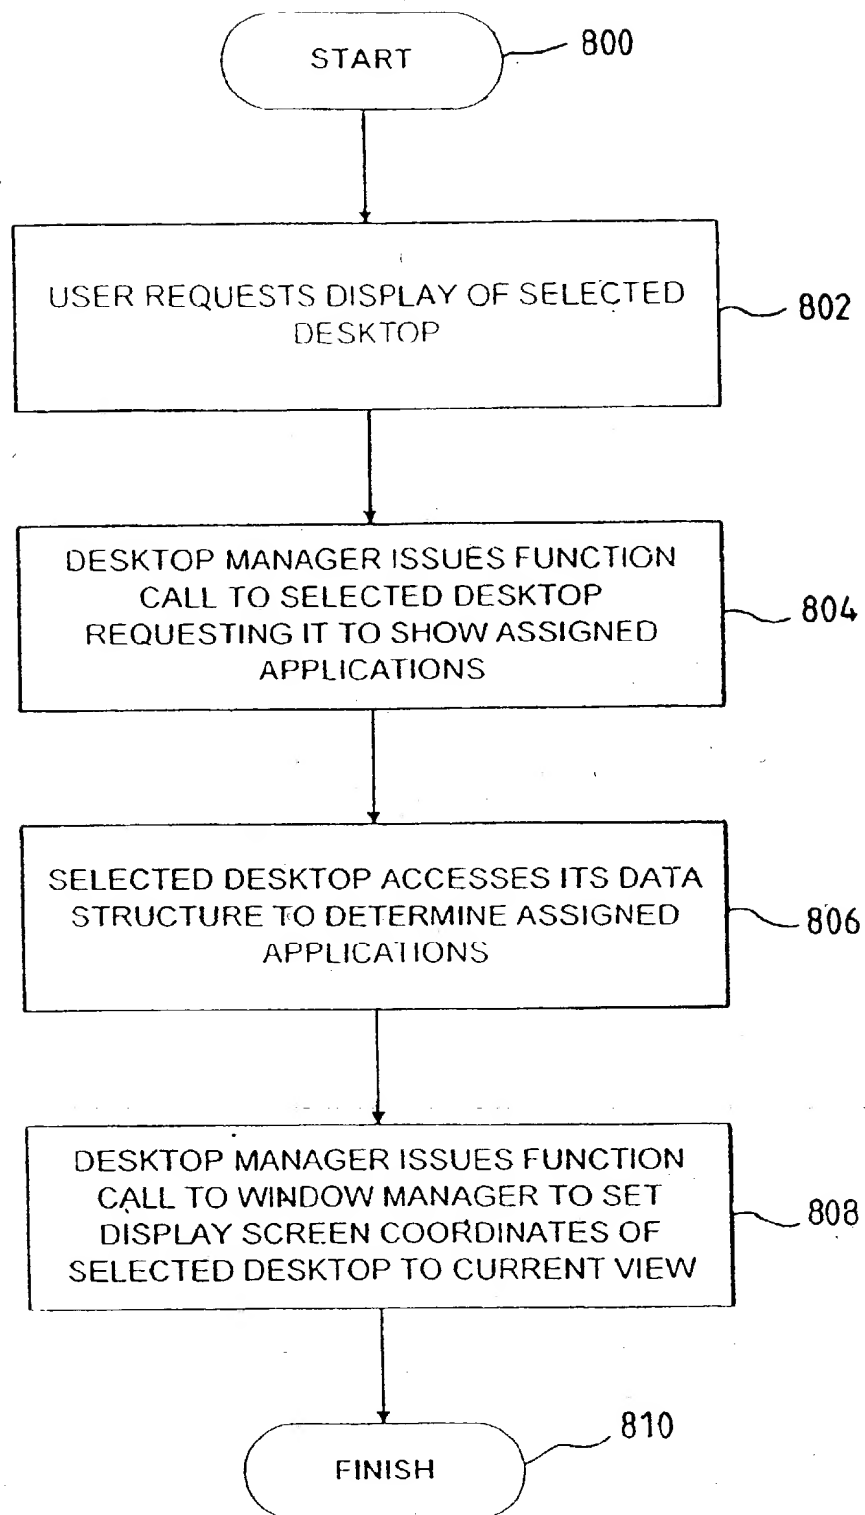 START
800
USER REQUESTS DISPLAY OF SELECTED
DESKTOP
802
DESKTOP MANAGER ISSUES FUNCTION
CALL TO SELECTED DESKTOP
REQUESTING IT TO SHOW ASSIGNED
APPLICATIONS
804
SELECTED DESKTOP ACCESSES ITS DATA
STRUCTURE TO DETERMINE ASSIGNED
APPLICATIONS
806
DESKTOP MANAGER ISSUES FUNCTION
CALL TO WINDOW MANAGER TO SET
DISPLAY SCREEN COORDINATES OF
SELECTED DESKTOP TO CURRENT VIEW
808
FINISH
810